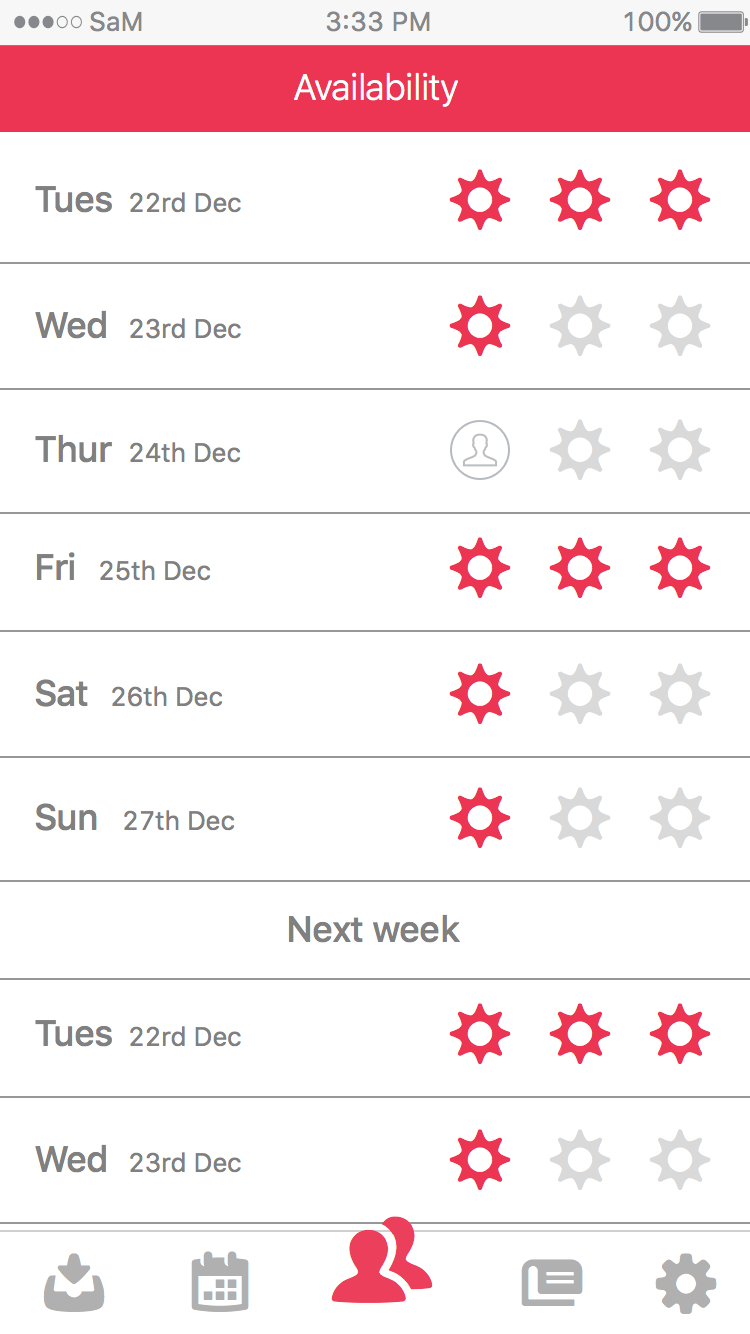 SaM 3:33 PM 100%
Availability
Tues 22rd Dec
Wed 23rd Dec
Thur 24th Dec
Fri 25th Dec
Sat 26th Dec
Sun 27th Dec
Next week
Tues 22rd Dec
Wed 23rd Dec